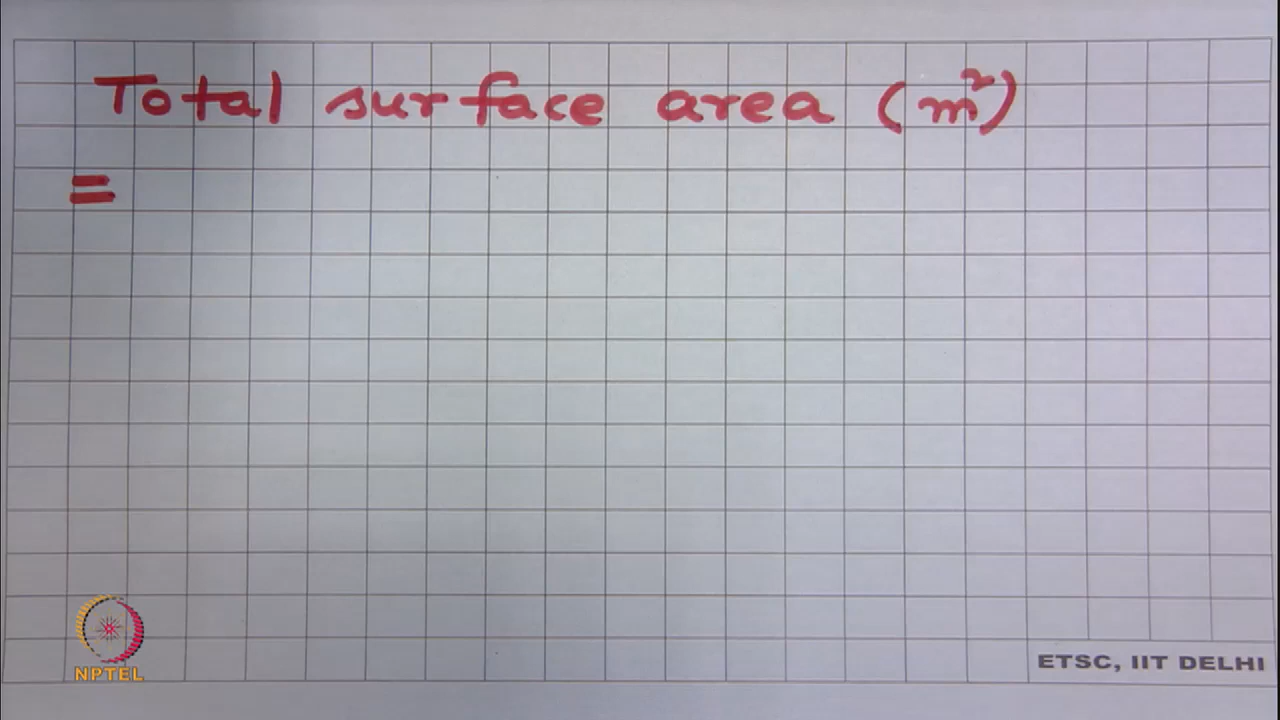 Total surface area (m²)
=
NPTEL
ETSC, IIT DELHI